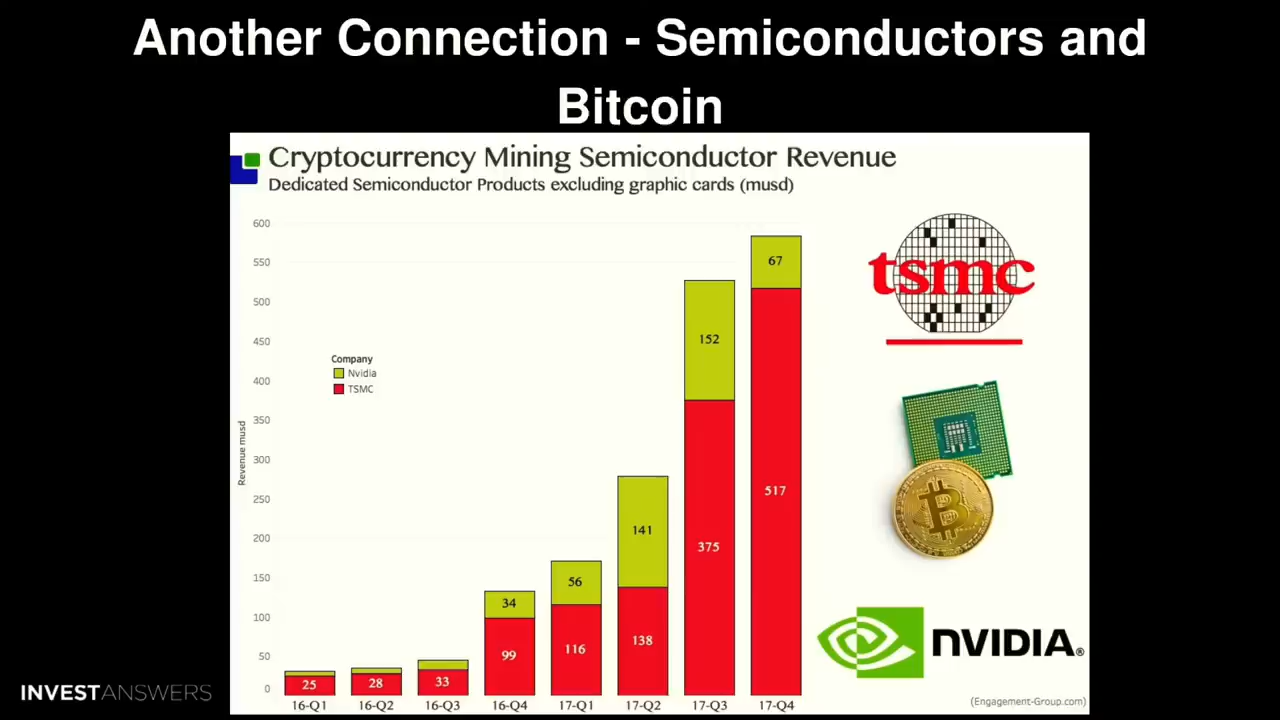 Another Connection - Semiconductors and
Bitcoin
Cryptocurrency Mining Semiconductor Revenue
Dedicated Semiconductor Products excluding graphic cards (musd)
600
550
500
450
400
350
300
250
200
150
100
50
0
Revenue musd
Company
Nvidia
TSMC
25
28
33
99
34
116
56
138
141
375
152
517
67
16-Q1
16-Q2
16-Q3
16-Q4
17-Q1
17-Q2
17-Q3
17-Q4
tsmc
B
NVIDIA®
(Engagement-Group.com)
INVESTANSWERS